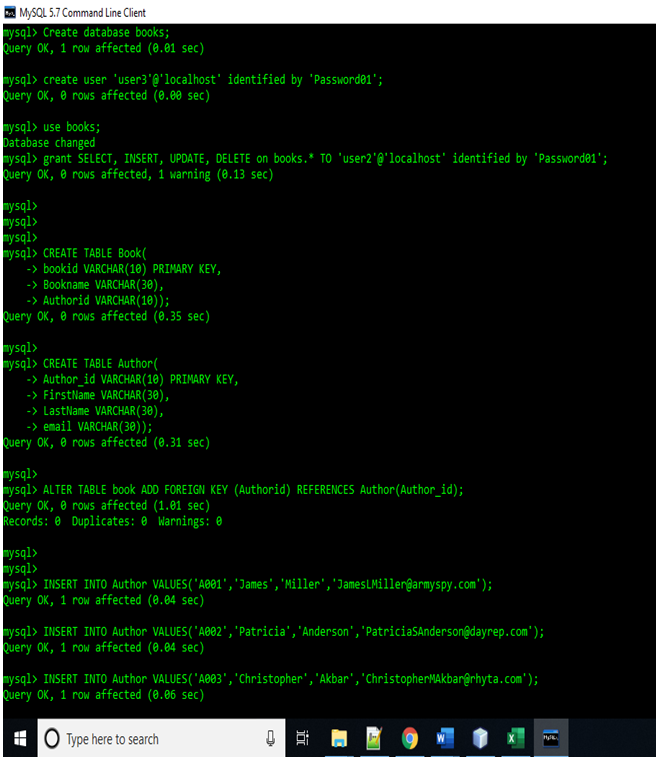 MySQL 5.7 Command Line Client
mysql> Create database books;
Query OK, 1 row affected (0.01 sec)
mysql> create user 'user3'@'localhost' identified by 'Password01';
Query OK, 0 rows affected (0.00 sec)
mysql> use books;
Database changed
mysql> grant SELECT, INSERT, UPDATE, DELETE on books.* TO 'user2'@'localhost' identified by 'Password01';
Query OK, 0 rows affected, 1 warning (0.13 sec)
mysql>
mysql>
mysql>
mysql> CREATE TABLE Book(
-> bookid VARCHAR(10) PRIMARY KEY,
-> Bookname VARCHAR(30),
-> Authorid VARCHAR(10));
Query OK, 0 rows affected (0.35 sec)
mysql>
mysql> CREATE TABLE Author(
-> Author_id VARCHAR(10) PRIMARY KEY,
-> FirstName VARCHAR(30),
-> LastName VARCHAR(30),
-> email VARCHAR(30));
Query OK, 0 rows affected (0.31 sec)
mysql>
mysql> ALTER TABLE book ADD FOREIGN KEY (Authorid) REFERENCES Author(Author_id);
Query OK, 0 rows affected (1.01 sec)
Records: 0  Duplicates: 0  Warnings: 0
mysql>
mysql>
mysql> INSERT INTO Author VALUES('A001','James','Miller','JamesLMiller@armyspy.com');
Query OK, 1 row affected (0.04 sec)
mysql> INSERT INTO Author VALUES('A002','Patricia','Anderson','PatriciaSAnderson@dayrep.com');
Query OK, 1 row affected (0.04 sec)
mysql> INSERT INTO Author VALUES('A003','Christopher','Akbar','ChristopherMAkbar@rhyta.com');
Query OK, 1 row affected (0.06 sec)
Type here to search